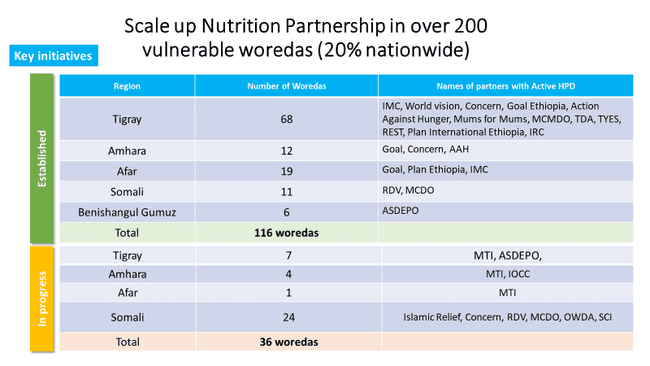 Scale up Nutrition Partnership in over 200
vulnerable woredas (20% nationwide)
Key initiatives
Region Number of Woredas Names of partners with Active HPD
Established
Tigray 68 IMC, World vision, Concern, Goal Ethiopia, Action
Against Hunger, Mums for Mums, MCMDO, TDA, TYES,
REST, Plan International Ethiopia, IRC
Amhara 12 Goal, Concern, AAH
Afar 19 Goal, Plan Ethiopia, IMC
Somali 11 RDV, MCDO
Benishangul Gumuz 6 ASDEPO
Total 116 woredas
In progress
Tigray 7 MTI, ASDEPO,
Amhara 4 MTI, IOCC
Afar 1 MTI
Somali 24 Islamic Relief, Concern, RDV, MCDO, OWDA, SCI
Total 36 woredas